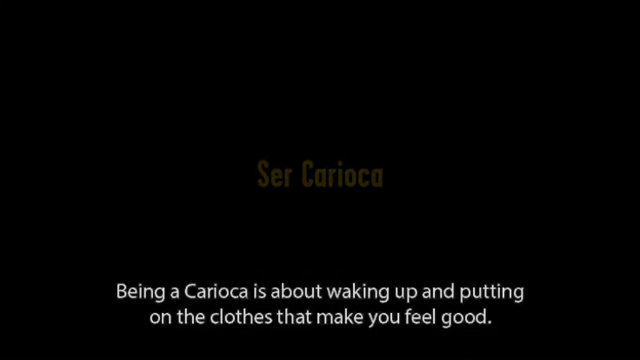 Ser Carioca
Being a Carioca is about waking up and putting
on the clothes that make you feel good.